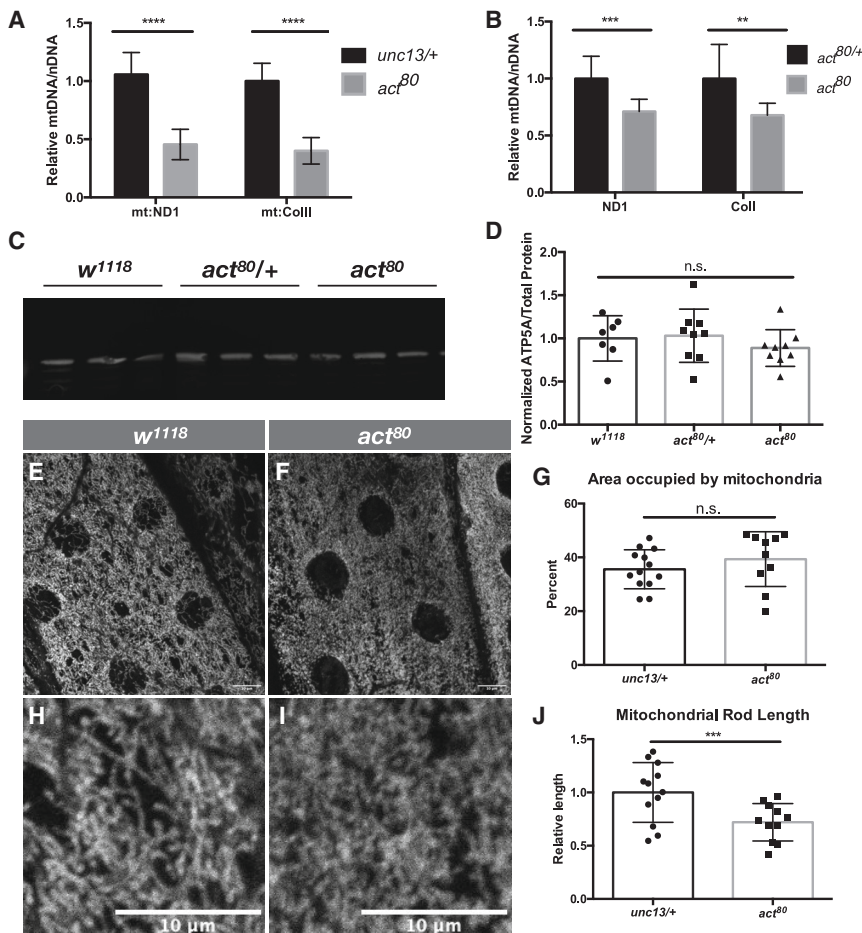 A
****
****
Relative mtDNA/nDNA
1.5
1.0
0.5
0.0
mt:ND1
mt:CoIII
unc13/+
act80
B
***
**
Relative mtDNA/nDNA
1.5
1.0
0.5
0.0
ND1
CoII
act80/+
act80
C
w1118
act80/+
act80
D
n.s.
Normalized ATP5A/Total Protein
2.0
1.5
1.0
0.5
0.0
w1118
act80/+
act80
w1118
act80
E
F
G
Area occupied by mitochondria
n.s.
Percent
60
40
20
0
unc13/+
act80
H
10 µm
I
10 µm
J
Mitochondrial Rod Length
***
Relative length
1.5
1.0
0.5
0.0
unc13/+
act80